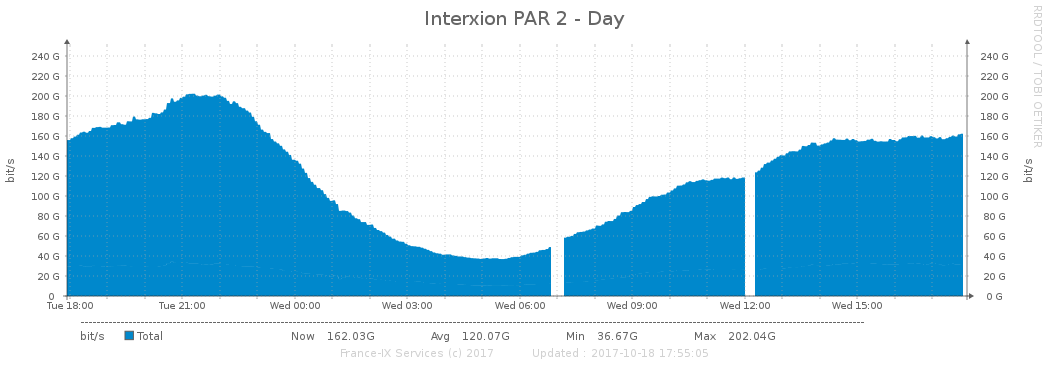 Interxion PAR 2 - Day
RRDTOOL / TOBI OETIKER
bit/s
240 G 240 G
220 G 220 G
200 G 200 G
180 G 180 G
160 G 160 G
140 G 140 G
120 G 120 G
100 G 100 G
80 G 80 G
60 G 60 G
40 G 40 G
20 G 20 G
0 0 G
bit/s
Tue 18:00 Tue 21:00 Wed 00:00 Wed 03:00 Wed 06:00 Wed 09:00 Wed 12:00 Wed 15:00
bit/s Total Now 162.03G Avg 120.07G Min 36.67G Max 202.04G
France-IX Services (c) 2017 Updated : 2017-10-18 17:55:05